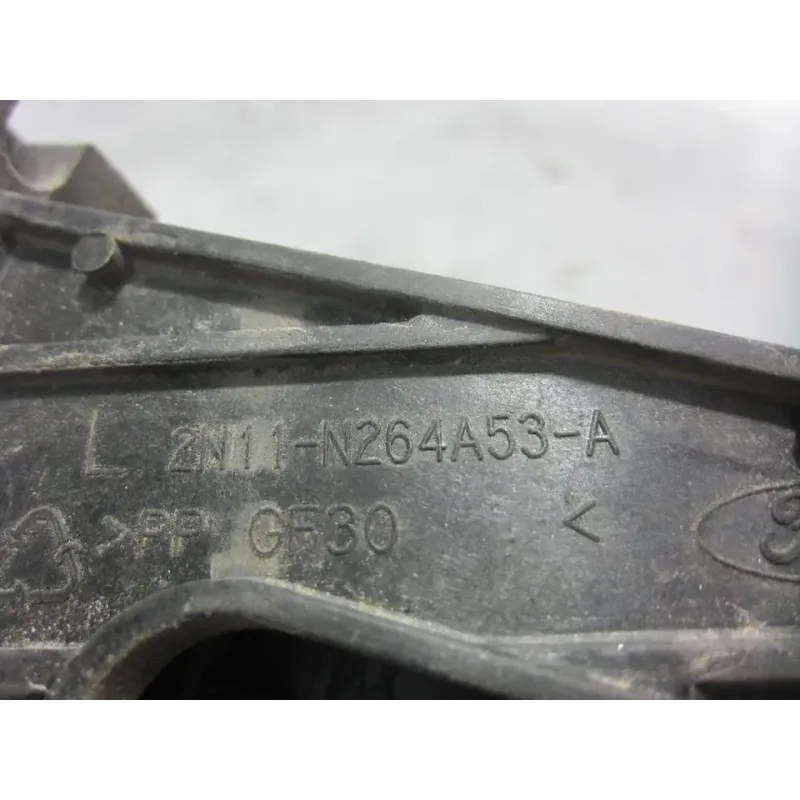 L 2N11-N264A53-A
>PP GF30 <